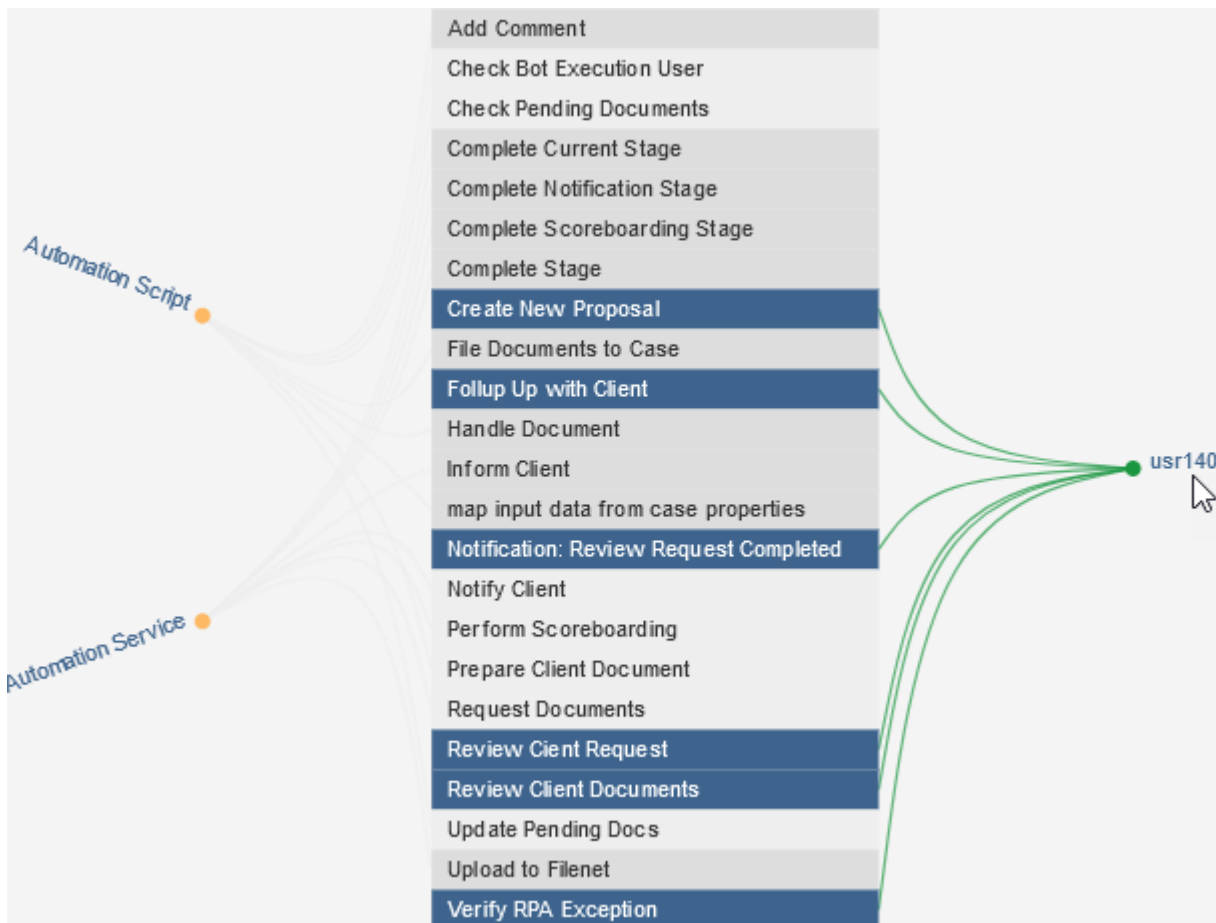 Add Comment
Check Bot Execution User
Check Pending Documents
Complete Current Stage
Complete Notification Stage
Complete Scoreboarding Stage
Automation Script
Complete Stage
Create New Proposal
File Documents to Case
Follup Up with Client
Handle Document
Inform Client
usr140
map input data from case properties
Notification: Review Request Completed
Notify Client
Automation Service
Perform Scoreboarding
Prepare Client Document
Request Documents
Review Cient Request
Review Client Documents
Update Pending Docs
Upload to Filenet
Verify RPA Exception